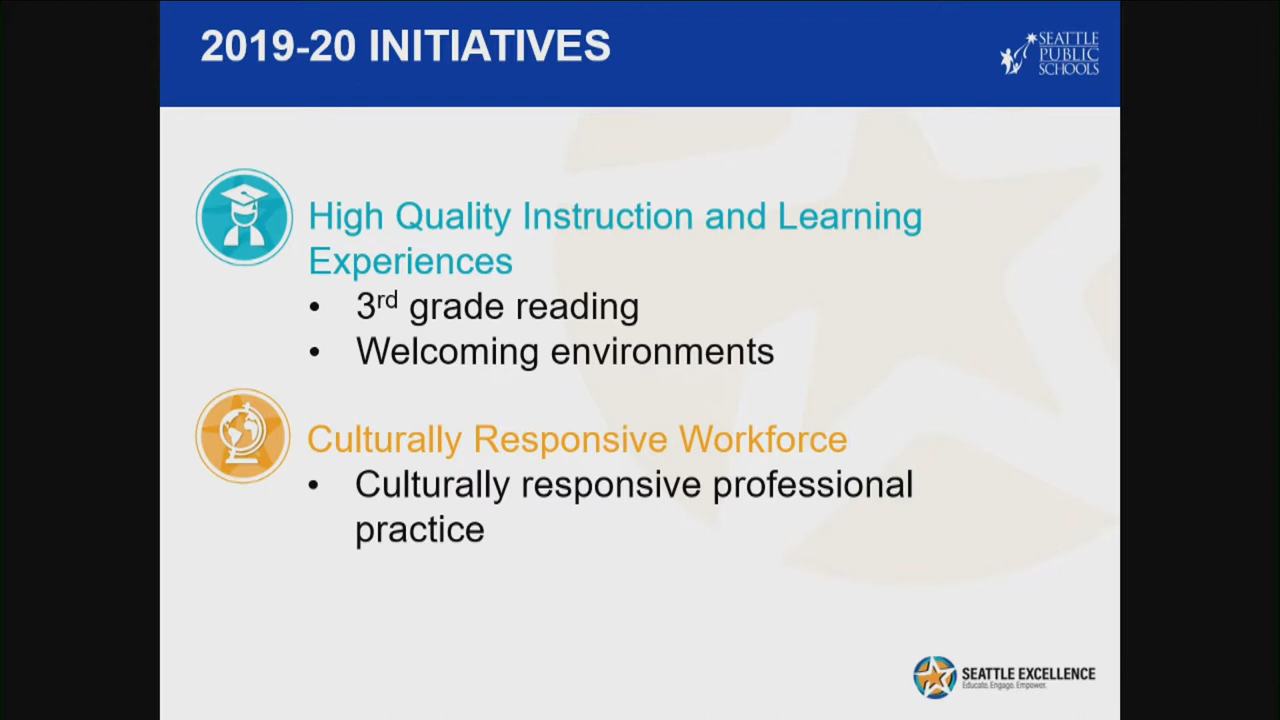 2019-20 INITIATIVES
SEATTLE
PUBLIC
SCHOOLS
High Quality Instruction and Learning
Experiences
• 3rd grade reading
• Welcoming environments
Culturally Responsive Workforce
• Culturally responsive professional
practice
SEATTLE EXCELLENCE
Educate. Engage. Empower.